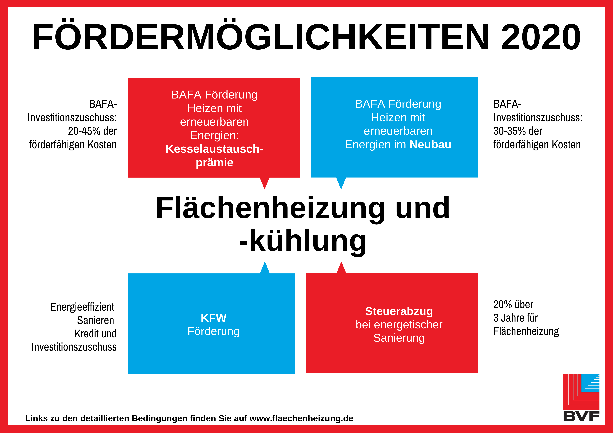 FÖRDERMÖGLICHKEITEN 2020
BAFA-
Investitionszuschuss:
20-45% der
förderfähigen Kosten
BAFA Förderung
Heizen mit
erneuerbaren
Energien:
Kesselaustausch-
prämie
BAFA Förderung
Heizen mit
erneuerbaren
Energien im Neubau
BAFA-
Investitionszuschuss:
30-35% der
förderfähigen Kosten
Flächenheizung und
-kühlung
Energieeffizient
Sanieren
Kredit und
Investitionszuschuss
KFW
Förderung
Steuerabzug
bei energetischer
Sanierung
20% über
3 Jahre für
Flächenheizung
Links zu den detaillierten Bedingungen finden Sie auf www.flaechenheizung.de
BVF